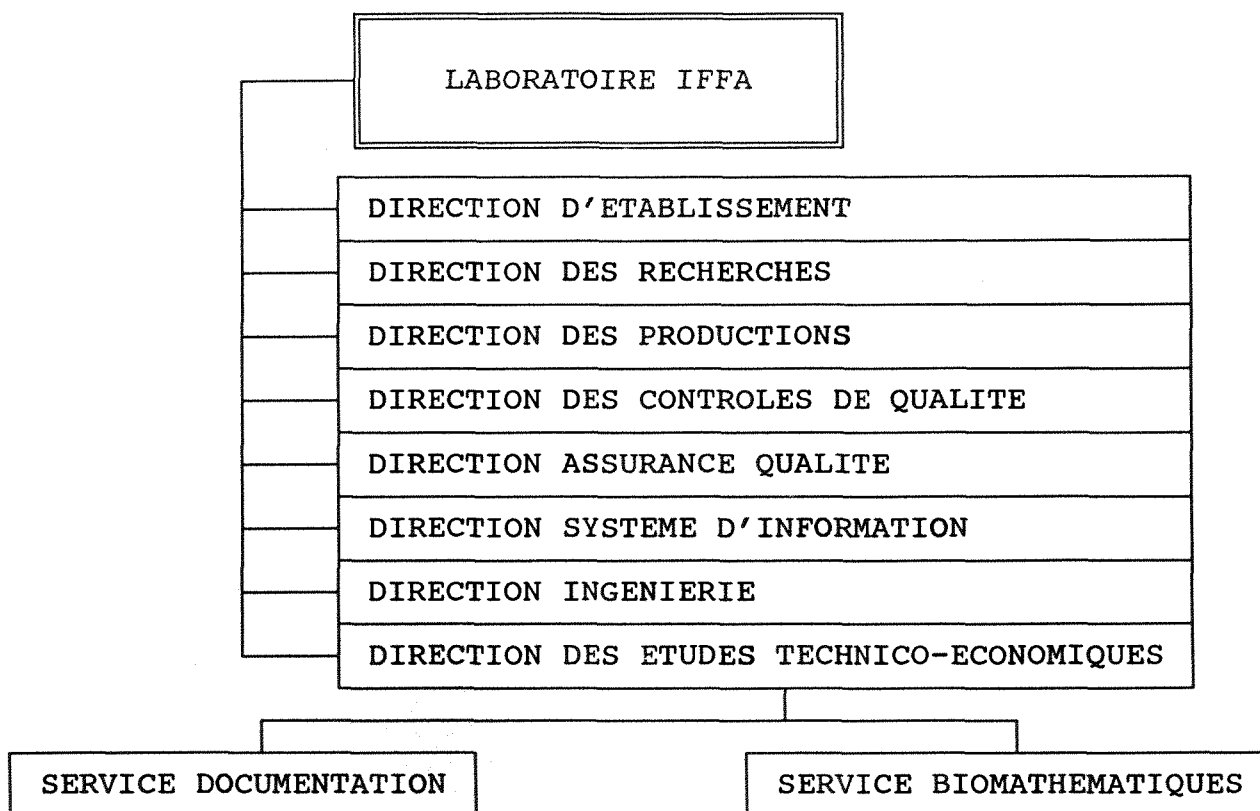 LABORATOIRE IFFA
DIRECTION D'ETABLISSEMENT
DIRECTION DES RECHERCHES
DIRECTION DES PRODUCTIONS
DIRECTION DES CONTROLES DE QUALITE
DIRECTION ASSURANCE QUALITE
DIRECTION SYSTEME D'INFORMATION
DIRECTION INGENIERIE
DIRECTION DES ETUDES TECHNICO-ECONOMIQUES
SERVICE DOCUMENTATION
SERVICE BIOMATHEMATIQUES